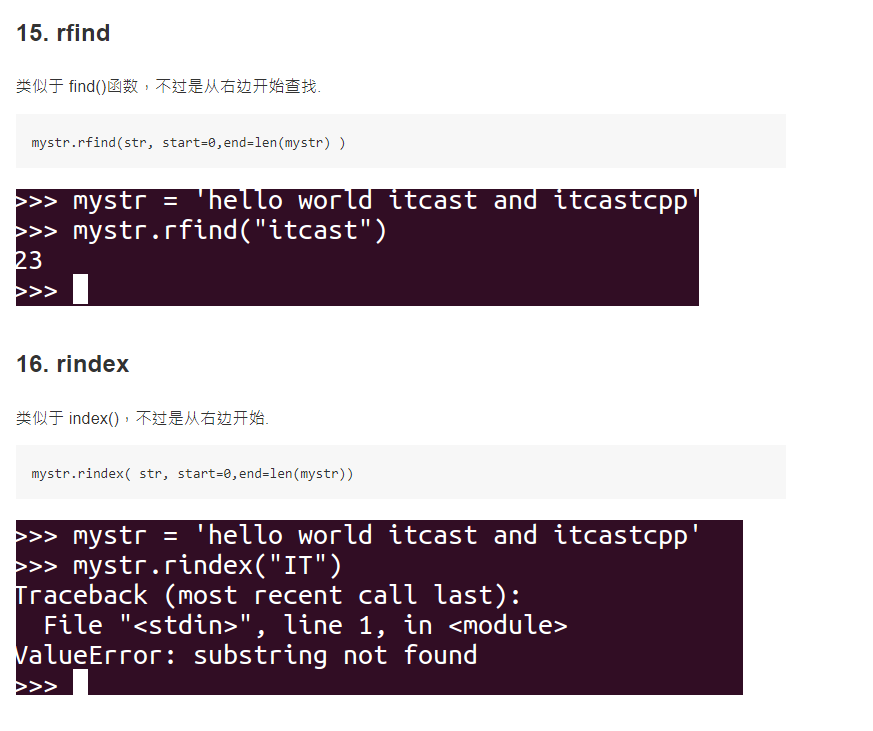 15. rfind
类似于 find()函数，不过是从右边开始查找.
mystr.rfind(str, start=0,end=len(mystr) )
>>> mystr = 'hello world itcast and itcastcpp'
>>> mystr.rfind("itcast")
23
>>>
16. rindex
类似于 index()，不过是从右边开始.
mystr.rindex( str, start=0,end=len(mystr))
>>> mystr = 'hello world itcast and itcastcpp'
>>> mystr.rindex("IT")
Traceback (most recent call last):
  File "<stdin>", line 1, in <module>
ValueError: substring not found
>>>